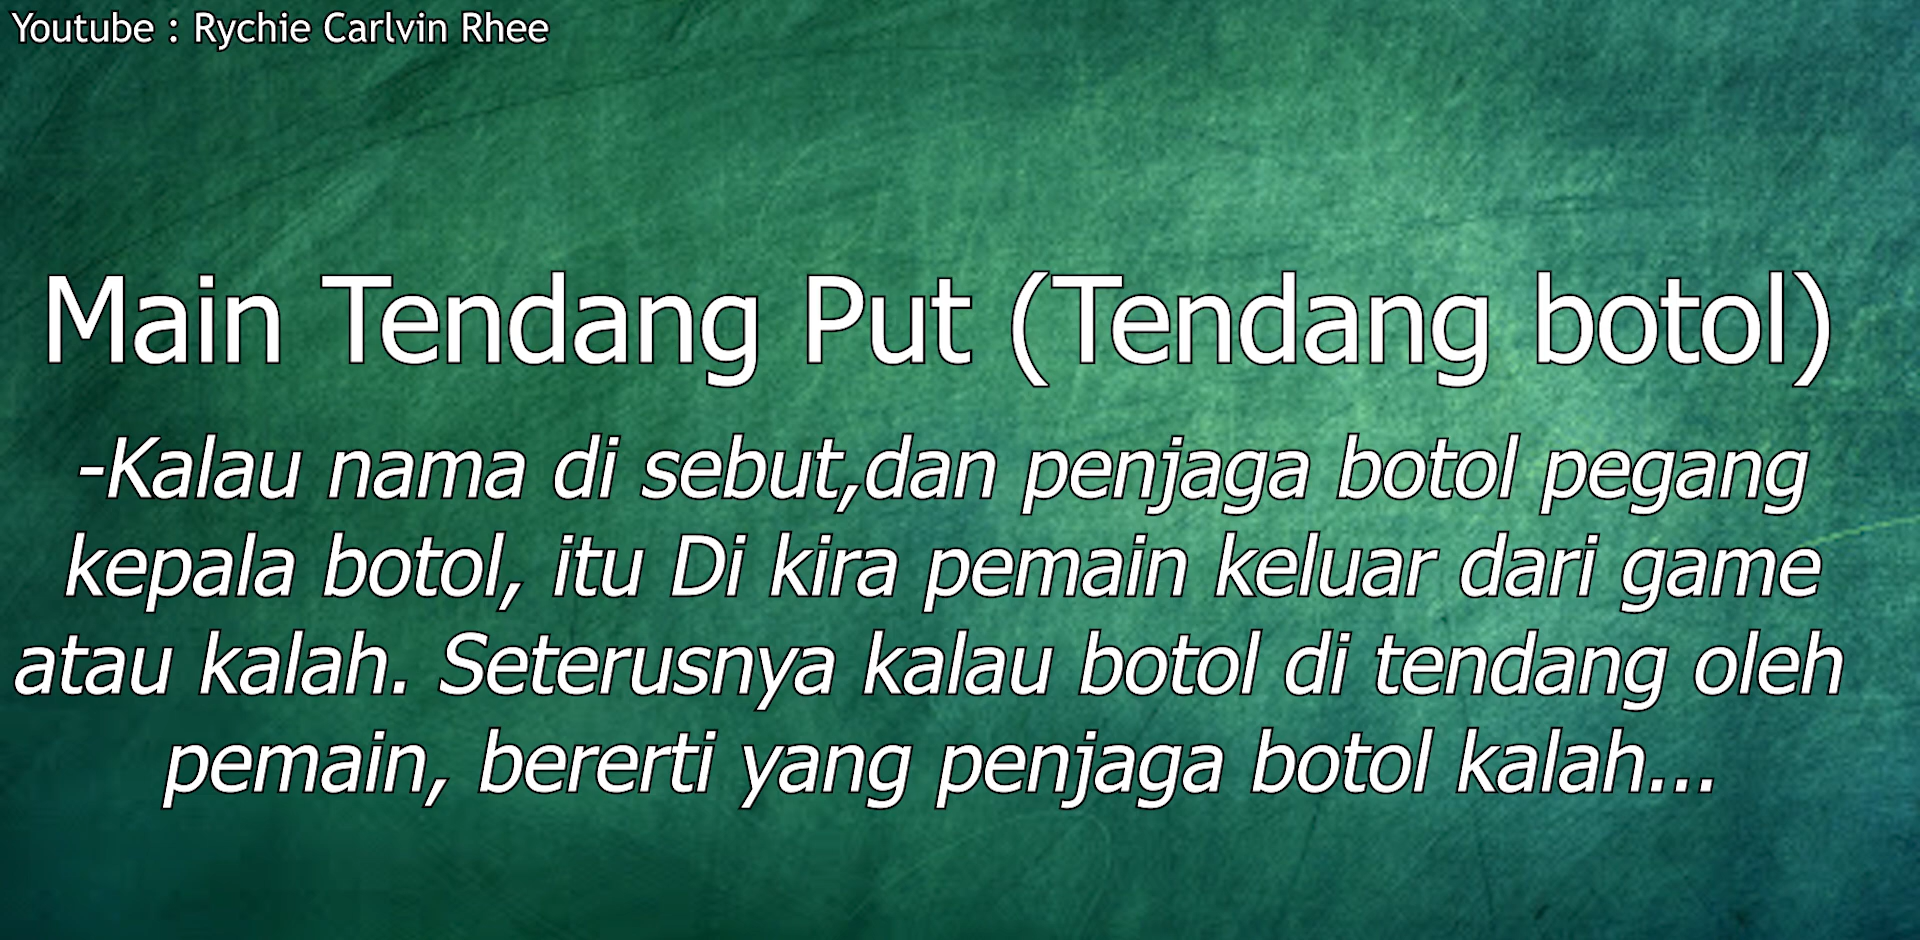 Youtube : Rychie Carlvin Rhee
Main Tendang Put (Tendang botol)
-Kalau nama di sebut,dan penjaga botol pegang
kepala botol, itu Di kira pemain keluar dari game
atau kalah. Seterusnya kalau botol di tendang oleh
pemain, bererti yang penjaga botol kalah...